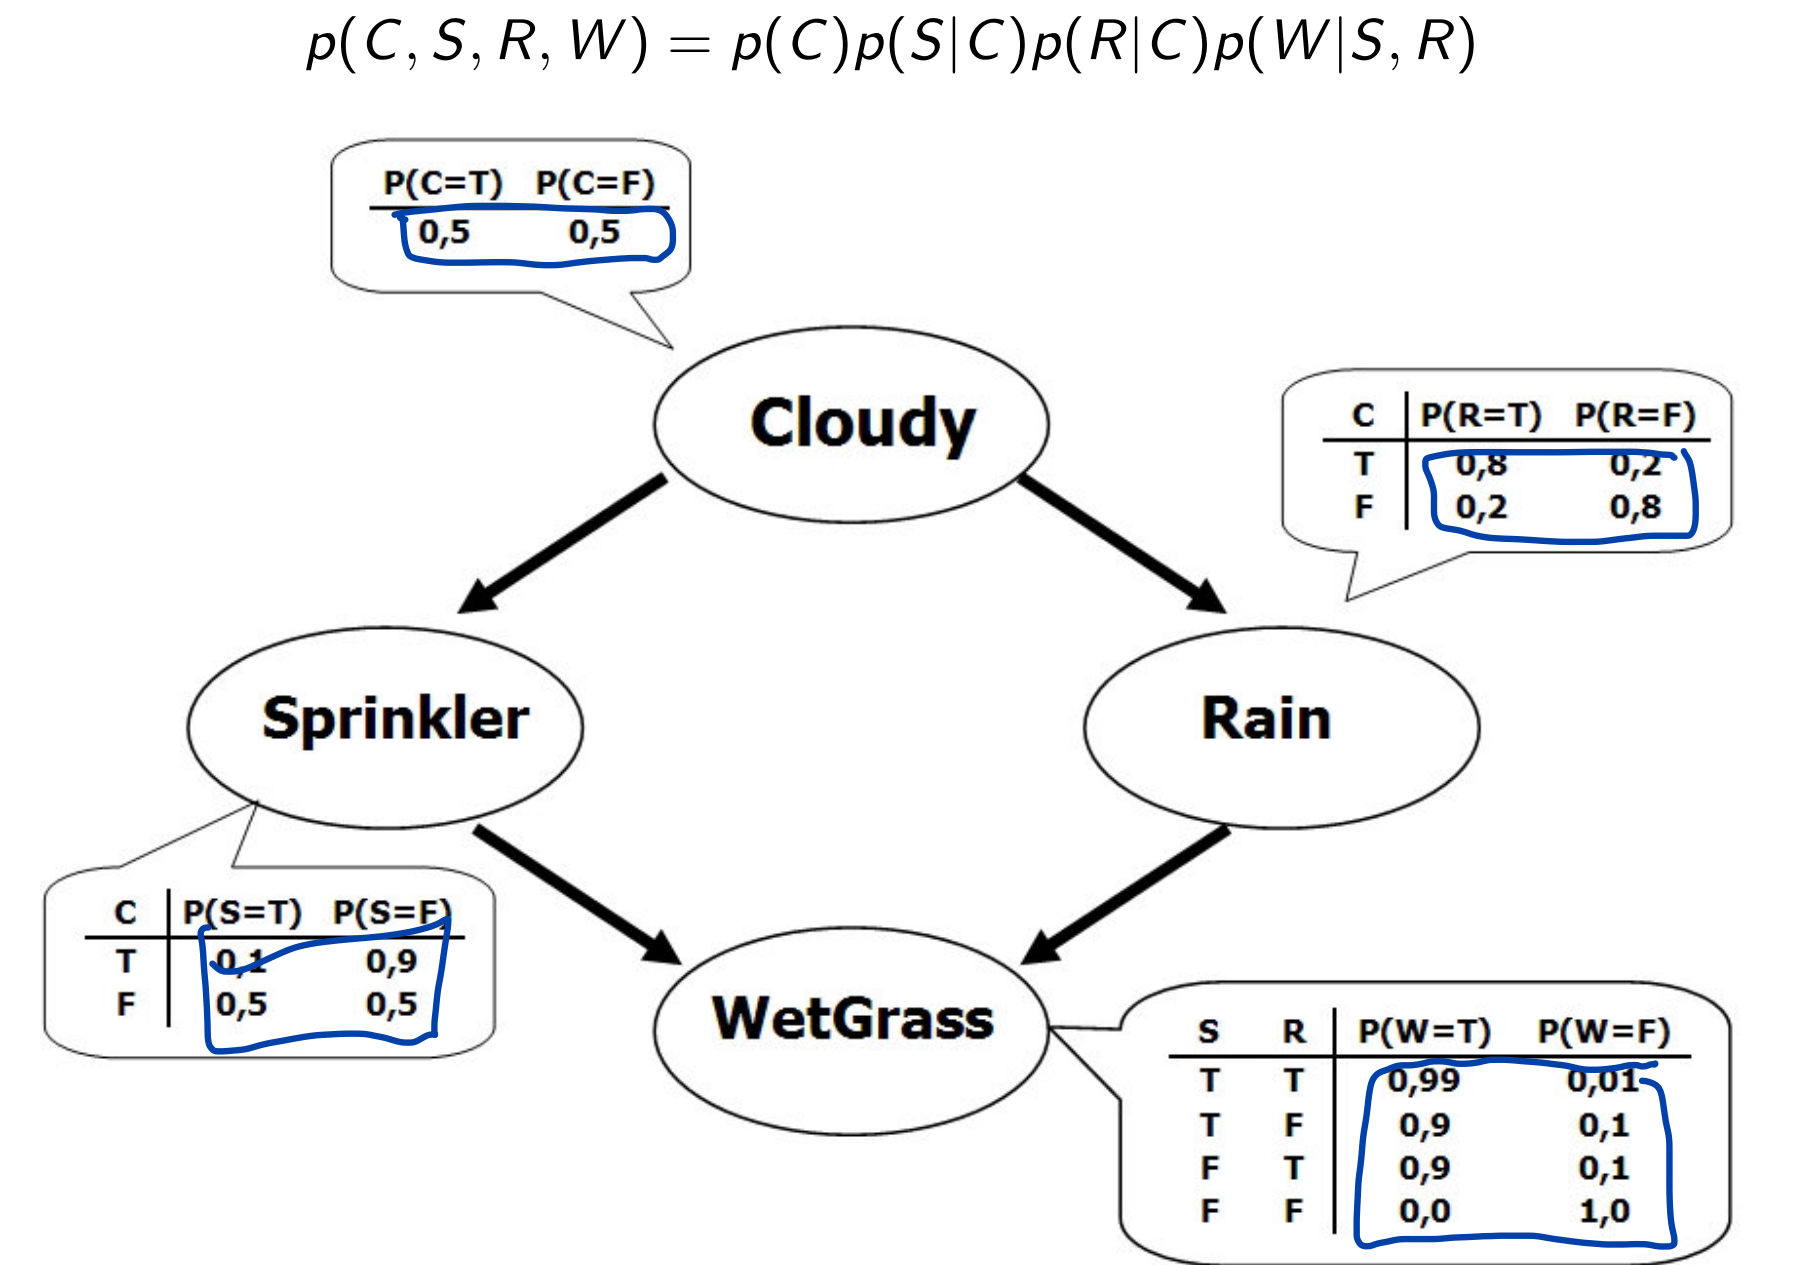 p(C, S, R, W) = p(C)p(S|C)p(R|C)p(W|S, R)
P(C=T) P(C=F)
0,5 0,5
Cloudy
C P(R=T) P(R=F)
T 0,8 0,2
F 0,2 0,8
Sprinkler
Rain
C P(S=T) P(S=F)
T 0,1 0,9
F 0,5 0,5
WetGrass
S R P(W=T) P(W=F)
T T 0,99 0,01
T F 0,9 0,1
F T 0,9 0,1
F F 0,0 1,0